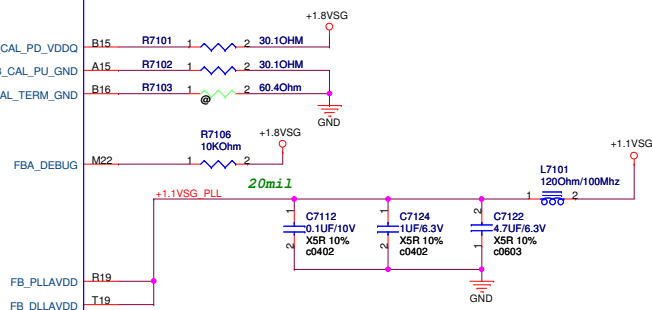 +1.8VSG
CAL_PD_VDDQ B15 R7101 1 2 30.1OHM
CAL_PU_GND A15 R7102 1 2 30.1OHM
AL_TERM_GND B16 R7103 1 2 60.4Ohm
@
GND
R7106
10KOhm
+1.8VSG
FBA_DEBUG M22 1 2
+1.1VSG
L7101
120Ohm/100Mhz
20mil
+1.1VSG_PLL
1 2
1 C7112
0.1UF/10V
2 X5R 10%
c0402
1 C7124
1UF/6.3V
2 X5R 10%
c0402
2 C7122
4.7UF/6.3V
1 X5R 10%
c0603
FB_PLLAVDD R19
GND
FB_DLLAVDD T19